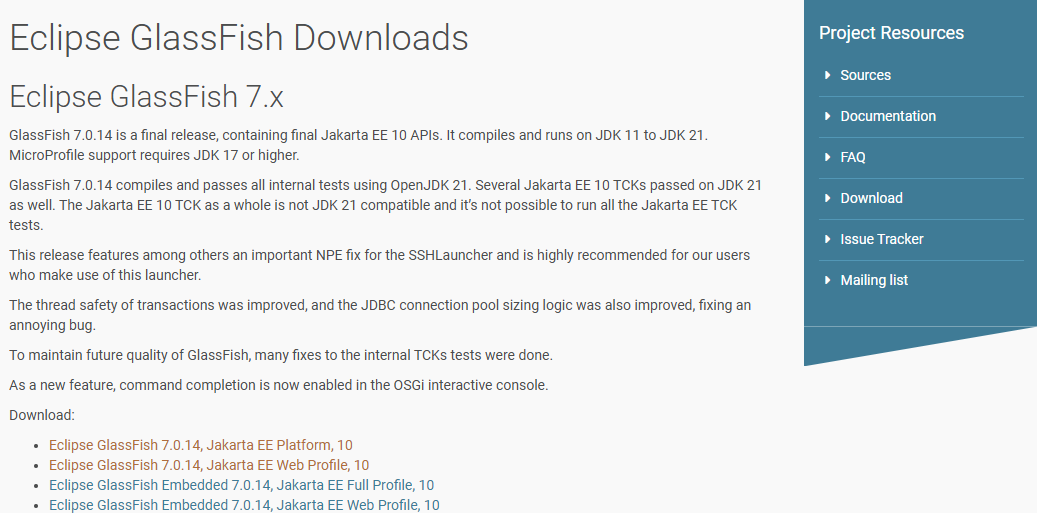 Eclipse GlassFish Downloads
Eclipse GlassFish 7.x
GlassFish 7.0.14 is a final release, containing final Jakarta EE 10 APIs. It compiles and runs on JDK 11 to JDK 21.
MicroProfile support requires JDK 17 or higher.
GlassFish 7.0.14 compiles and passes all internal tests using OpenJDK 21. Several Jakarta EE 10 TCKs passed on JDK 21
as well. The Jakarta EE 10 TCK as a whole is not JDK 21 compatible and it’s not possible to run all the Jakarta EE TCK
tests.
This release features among others an important NPE fix for the SSHLauncher and is highly recommended for our users
who make use of this launcher.
The thread safety of transactions was improved, and the JDBC connection pool sizing logic was also improved, fixing an
annoying bug.
To maintain future quality of GlassFish, many fixes to the internal TCKs tests were done.
As a new feature, command completion is now enabled in the OSGi interactive console.
Download:
Eclipse GlassFish 7.0.14, Jakarta EE Platform, 10
Eclipse GlassFish 7.0.14, Jakarta EE Web Profile, 10
Eclipse GlassFish Embedded 7.0.14, Jakarta EE Full Profile, 10
Eclipse GlassFish Embedded 7.0.14, Jakarta EE Web Profile, 10
Project Resources
Sources
Documentation
FAQ
Download
Issue Tracker
Mailing list